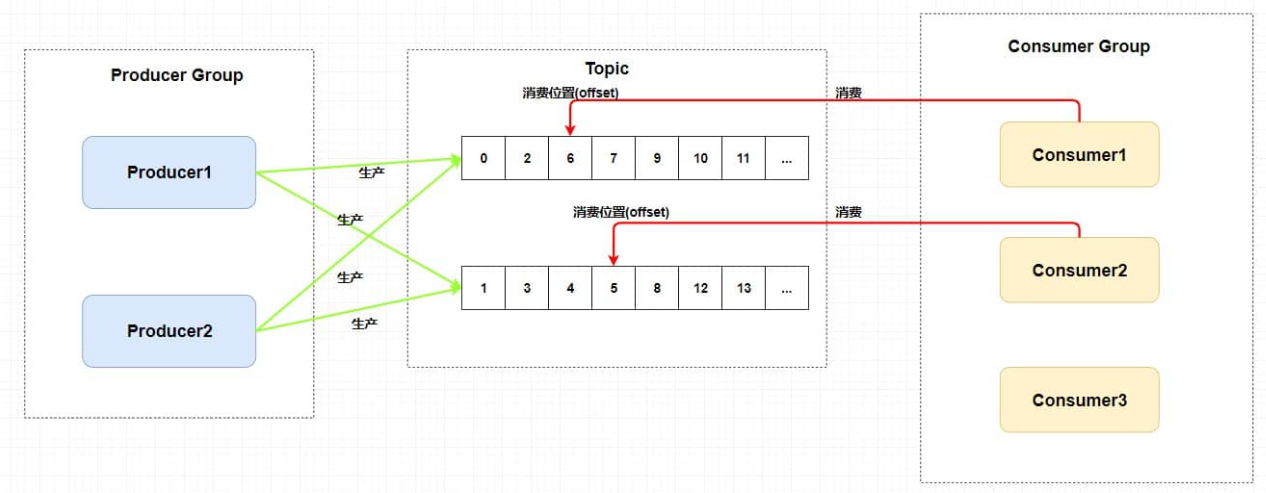 Producer Group
Producer1
Producer2
生产
生产
生产
生产
Topic
消费位置(offset)
0 2 6 7 9 10 11 ...
消费位置(offset)
1 3 4 5 8 12 13 ...
消费
消费
Consumer Group
Consumer1
Consumer2
Consumer3